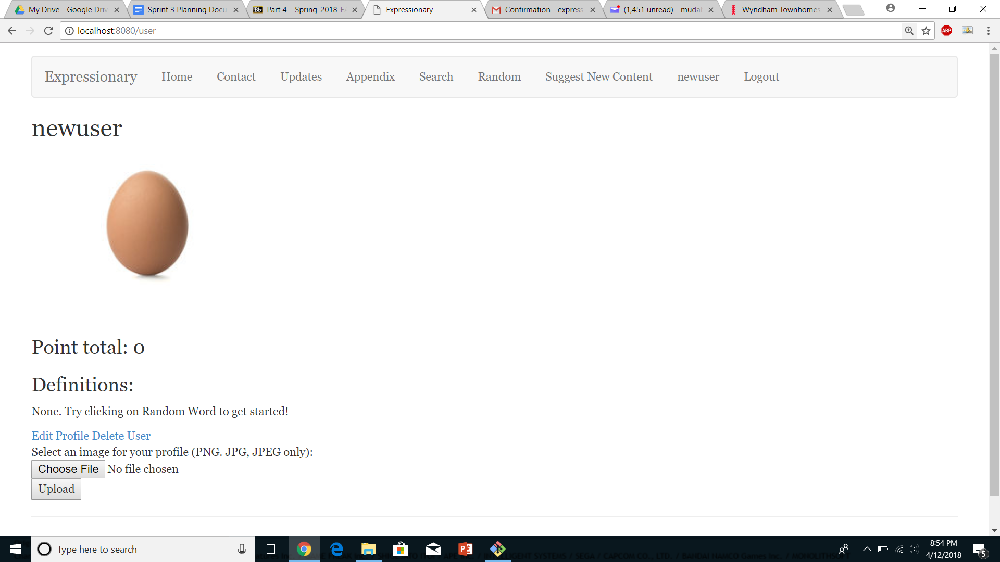 My Drive - Google Driv
Sprint 3 Planning Docu
Bb Part 4 – Spring-2018-EA
Expressionary
Confirmation - express
(1,451 unread) - mudal
Wyndham Townhomes
localhost:8080/user
ABP
Expressionary Home Contact Updates Appendix Search Random Suggest New Content newuser Logout
newuser
Point total: 0
Definitions:
None. Try clicking on Random Word to get started!
Edit Profile Delete User
Select an image for your profile (PNG. JPG, JPEG only):
Choose File No file chosen
Upload
Type here to search
8:54 PM
4/12/2018
5